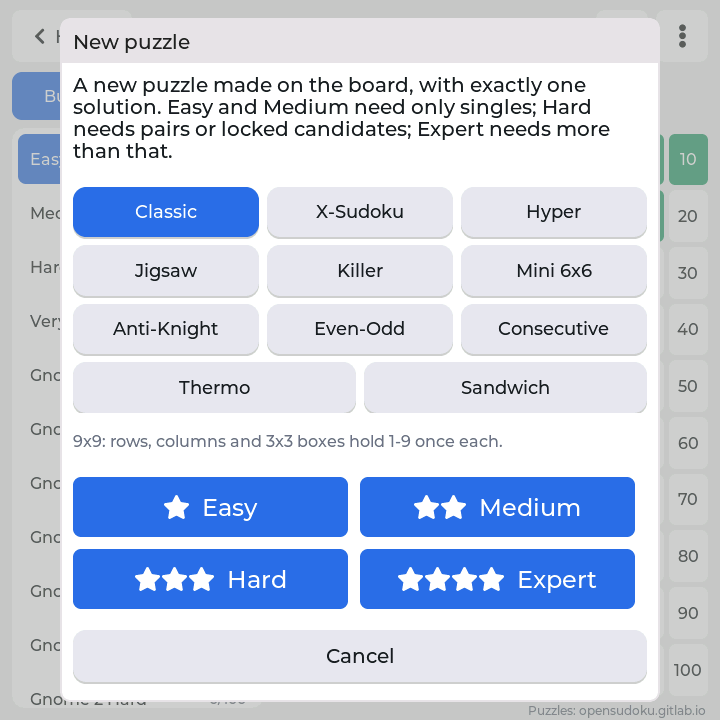 New puzzle
A new puzzle made on the board, with exactly one
solution. Easy and Medium need only singles; Hard
needs pairs or locked candidates; Expert needs more
than that.
Classic
X-Sudoku
Hyper
Jigsaw
Killer
Mini 6x6
Anti-Knight
Even-Odd
Consecutive
Thermo
Sandwich
9x9: rows, columns and 3x3 boxes hold 1-9 once each.
Easy
Medium
Hard
Expert
Cancel
10
20
30
40
50
60
70
80
90
100
Puzzles: opensudoku.gitlab.io